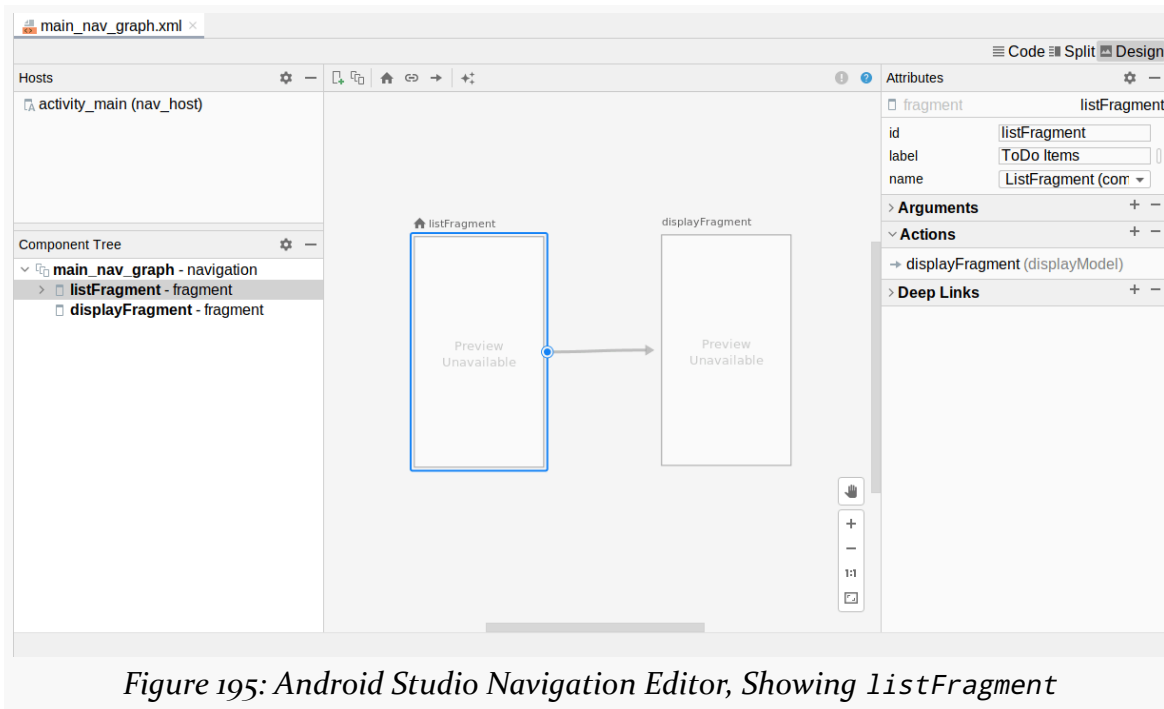 main_nav_graph.xml
Code Split Design
Hosts
activity_main (nav_host)
Component Tree
main_nav_graph - navigation
listFragment - fragment
displayFragment - fragment
listFragment
Preview
Unavailable
displayFragment
Preview
Unavailable
1:1
Attributes
fragment listFragment
id listFragment
label ToDo Items
name ListFragment (com
Arguments
Actions
displayFragment (displayModel)
Deep Links
Figure 195: Android Studio Navigation Editor, Showing listFragment